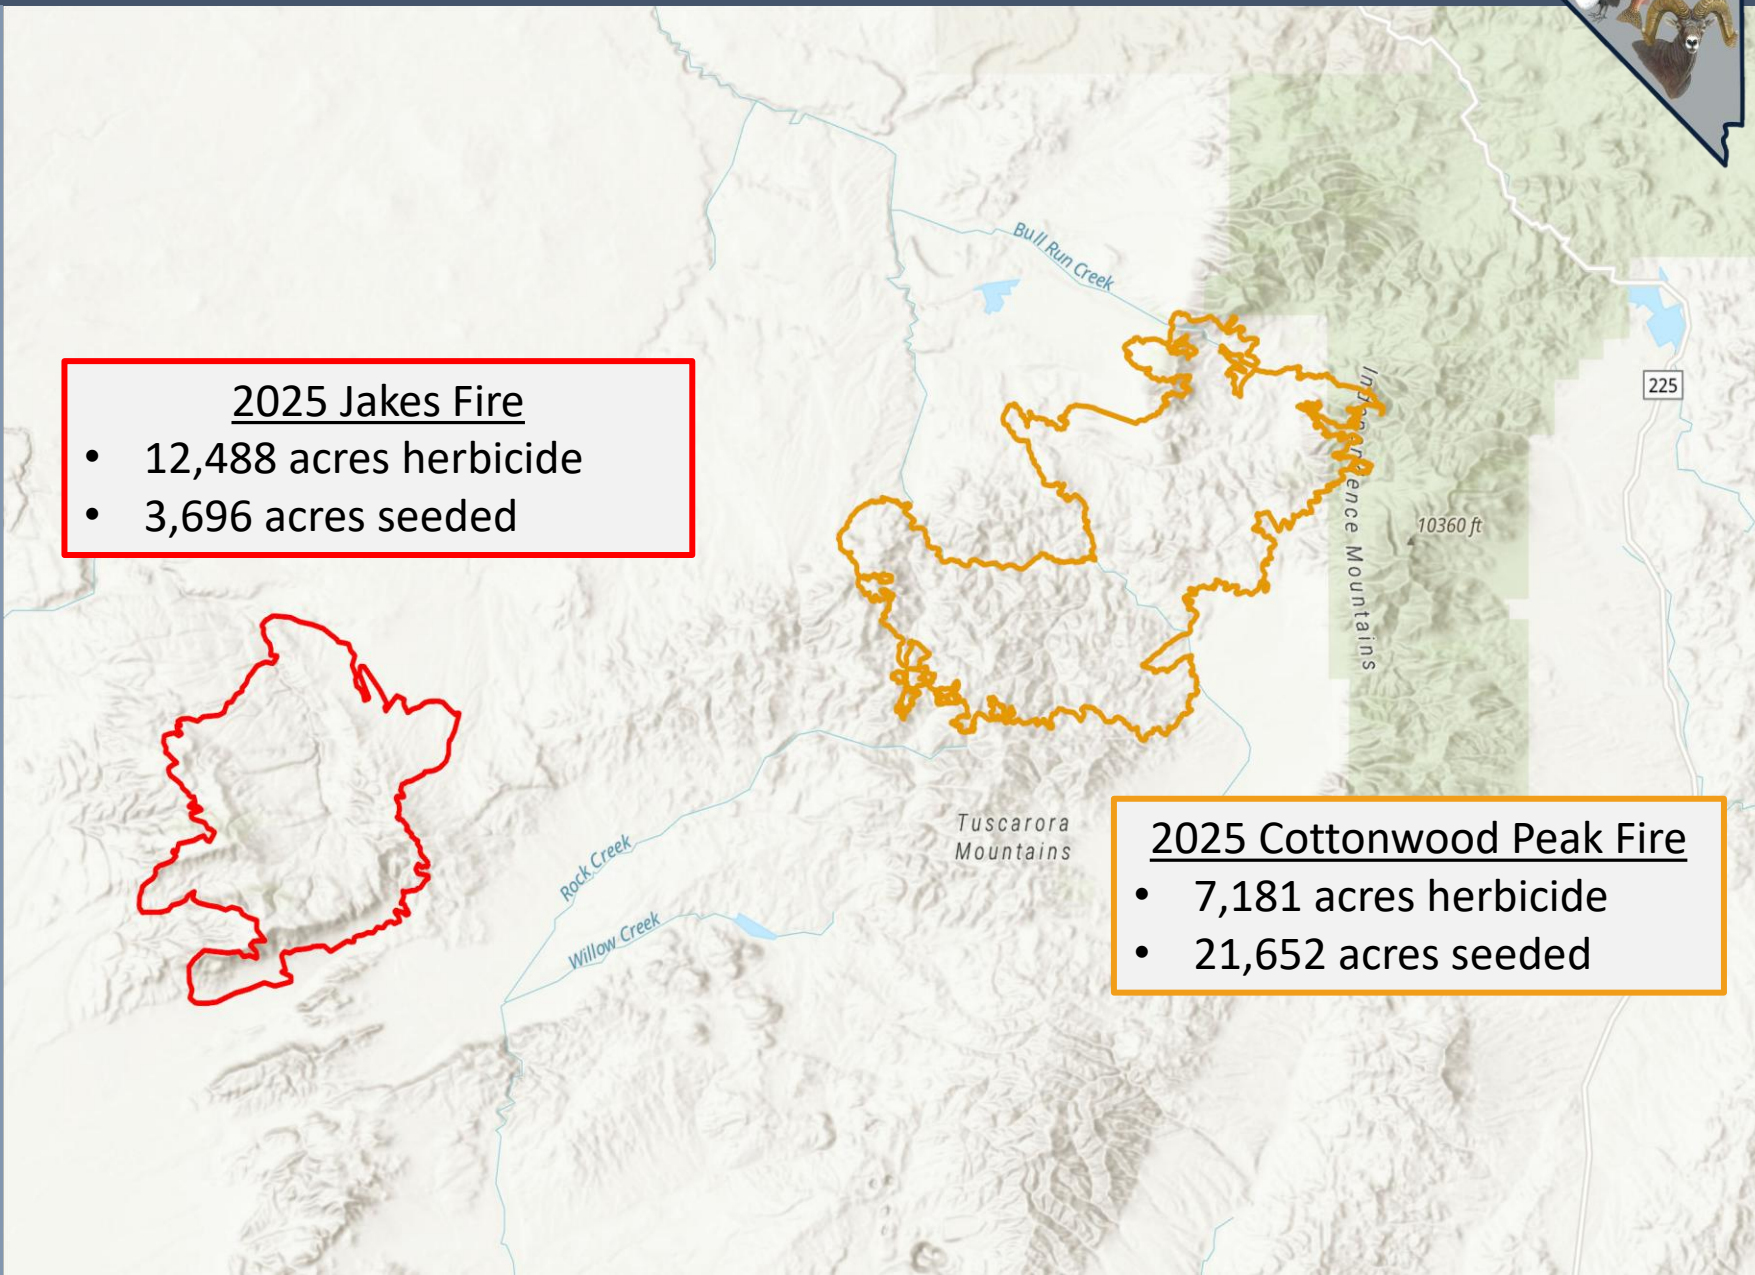 Bull Run Creek
2025 Jakes Fire
• 12,488 acres herbicide
• 3,696 acres seeded
225
Independence Mountains
10360 ft
Tuscarora
Mountains
Rock Creek
Willow Creek
2025 Cottonwood Peak Fire
• 7,181 acres herbicide
• 21,652 acres seeded